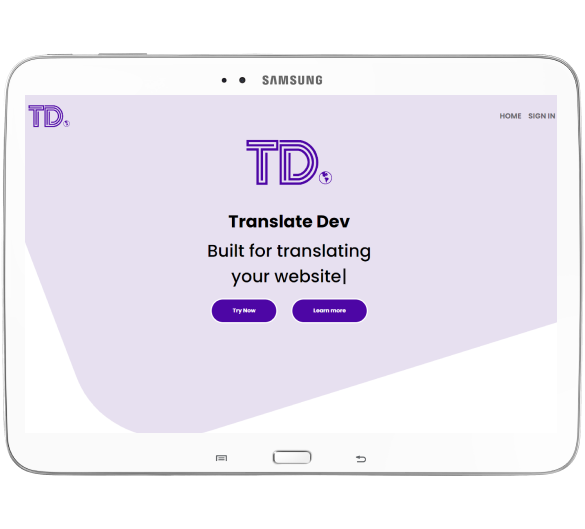 SAMSUNG
TD.
HOME SIGN IN
TD.
Translate Dev
Built for translating
your website|
Try Now
Learn more